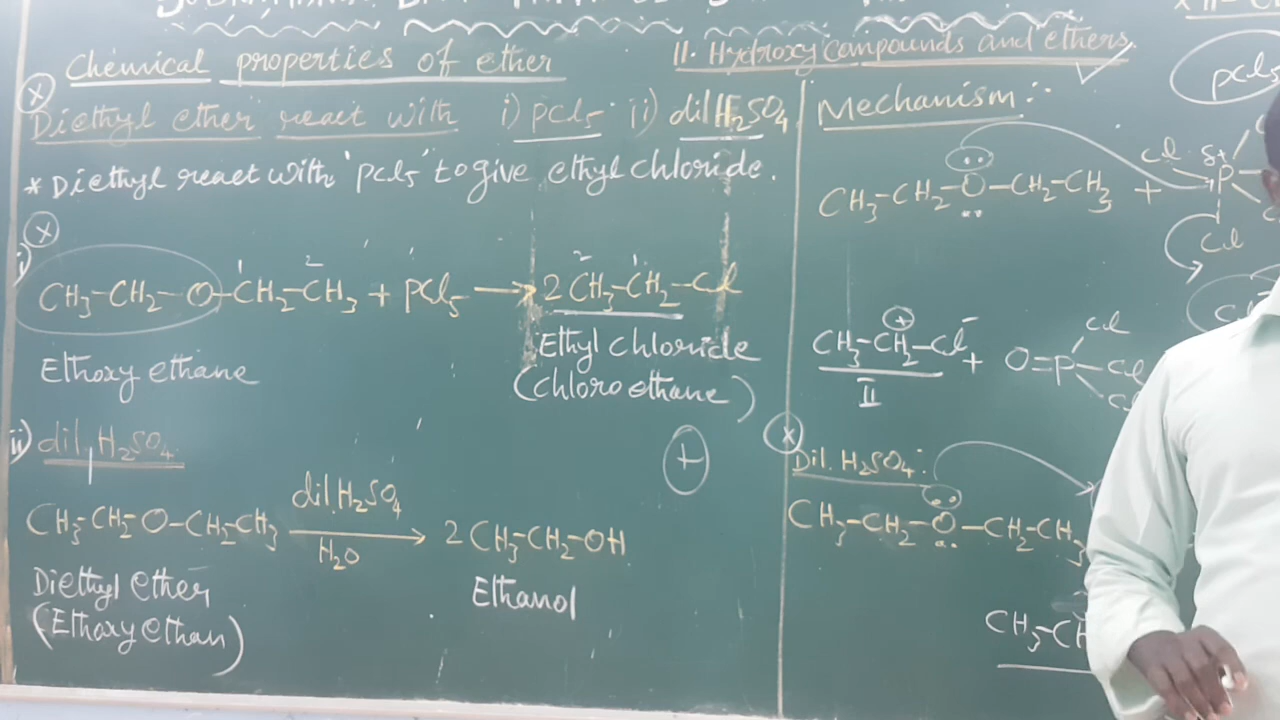 Chemical properties of ether
II. Hydroxy compounds and ethers
(x)
Diethyl ether react with i) pcl5 ii) dil H2SO4
* Diethyl react with 'pcl5' to give ethyl chloride.
(x)
i)
CH3-CH2-O-CH2-CH3 + pCl5 → 2 CH3-CH2-Cl
1 2 2 1
Ethoxy ethane
Ethyl chloride
(chloro ethane)
ii) dil H2SO4
dil H2SO4
CH3-CH2-O-CH2-CH3 → 2 CH3-CH2-OH
H2O
Diethyl ether
(Ethoxy ethan)
Ethanol
(+)
Mechanism:
pcl5
CH3-CH2-O-CH2-CH3 +
Cl δ+ P
Cl
(+) -
CH3-CH2-Cl + O=P
II
Cl
Cl
(x)
Dil. H2SO4:
CH3-CH2-O-CH2-CH3